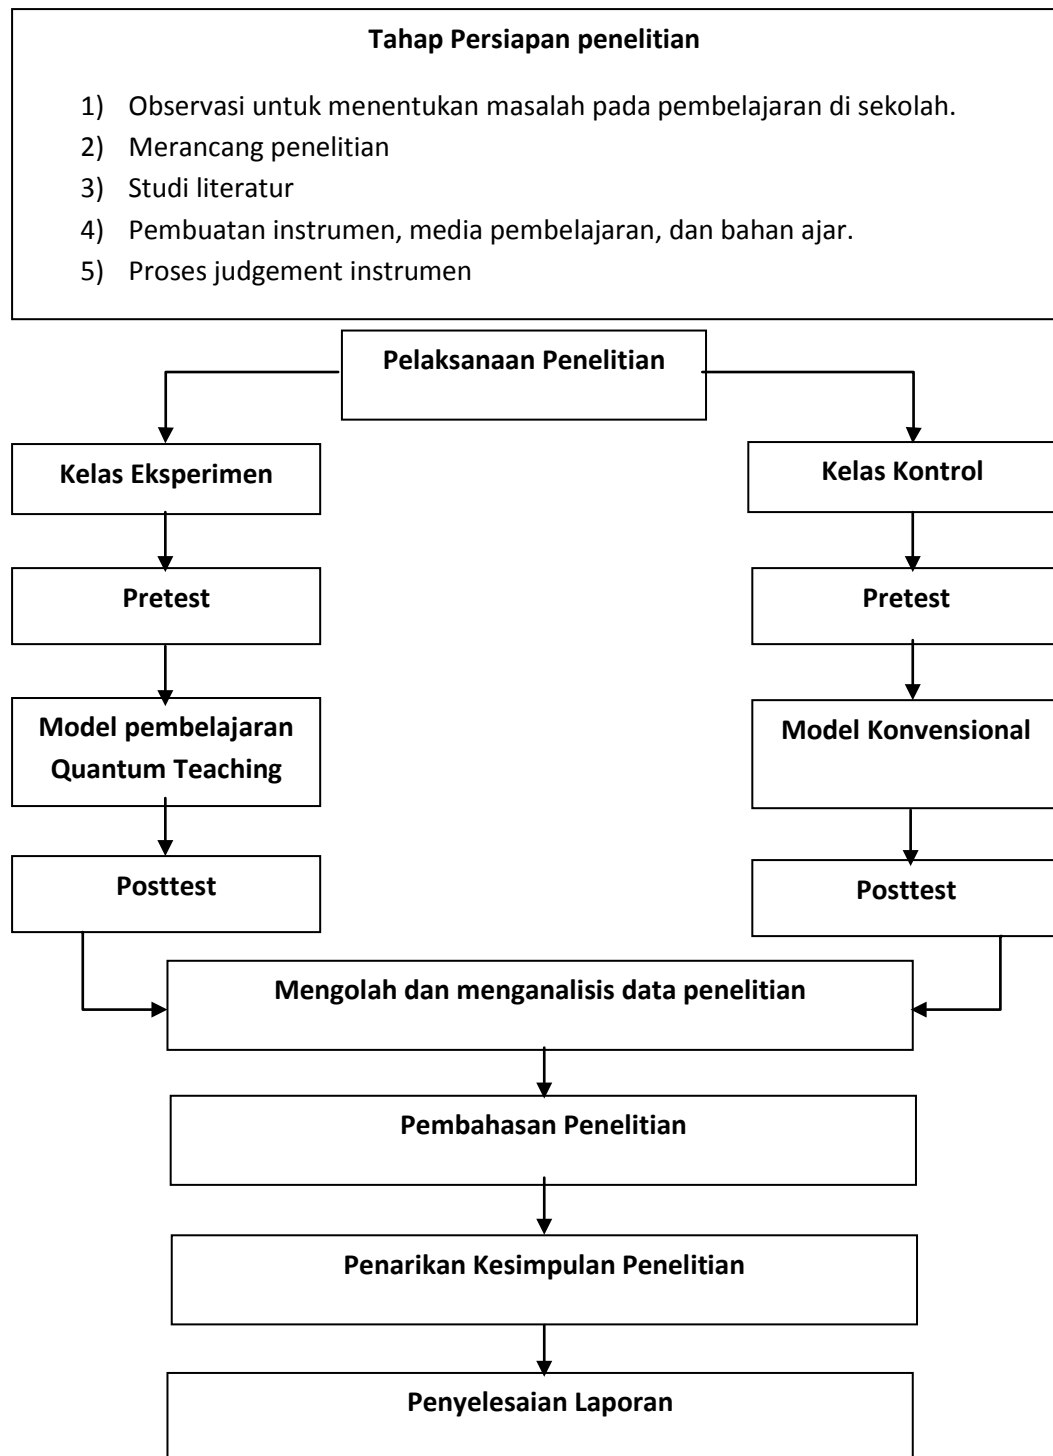 Tahap Persiapan penelitian
1) Observasi untuk menentukan masalah pada pembelajaran di sekolah.
2) Merancang penelitian
3) Studi literatur
4) Pembuatan instrumen, media pembelajaran, dan bahan ajar.
5) Proses judgement instrumen
Pelaksanaan Penelitian
Kelas Eksperimen
Kelas Kontrol
Pretest
Pretest
Model pembelajaran
Quantum Teaching
Model Konvensional
Posttest
Posttest
Mengolah dan menganalisis data penelitian
Pembahasan Penelitian
Penarikan Kesimpulan Penelitian
Penyelesaian Laporan